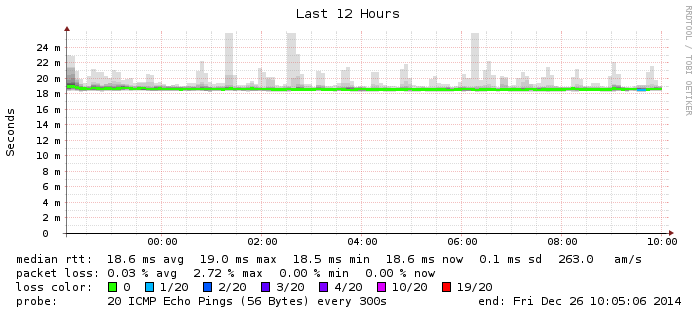 Last 12 Hours
RRDTOOL / TOBI OETIKER
Seconds
24 m
22 m
20 m
18 m
16 m
14 m
12 m
10 m
8 m
6 m
4 m
2 m
0
00:00 02:00 04:00 06:00 08:00 10:00
median rtt: 18.6 ms avg 19.0 ms max 18.5 ms min 18.6 ms now 0.1 ms sd 263.0 am/s
packet loss: 0.03 % avg 2.72 % max 0.00 % min 0.00 % now
loss color: 0 1/20 2/20 3/20 4/20 10/20 19/20
probe: 20 ICMP Echo Pings (56 Bytes) every 300s end: Fri Dec 26 10:05:06 2014